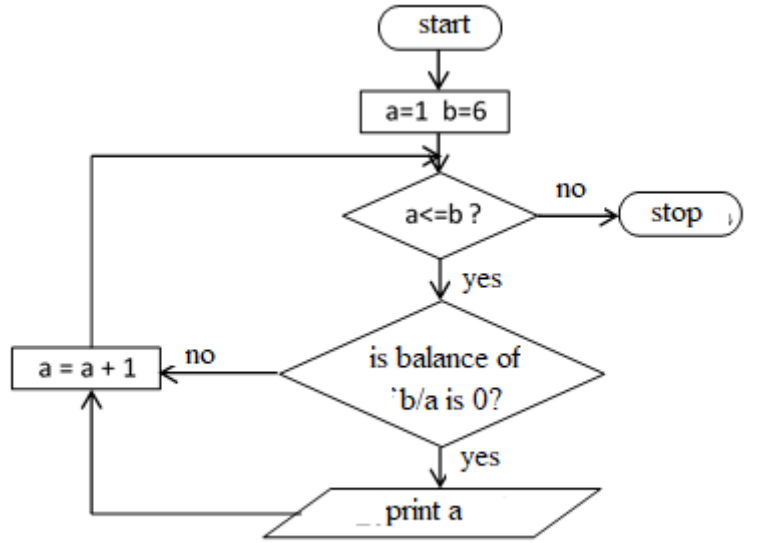 start
a=1 b=6
a<=b ?
no
stop
yes
is balance of
`b/a is 0?
no
a = a + 1
yes
print a